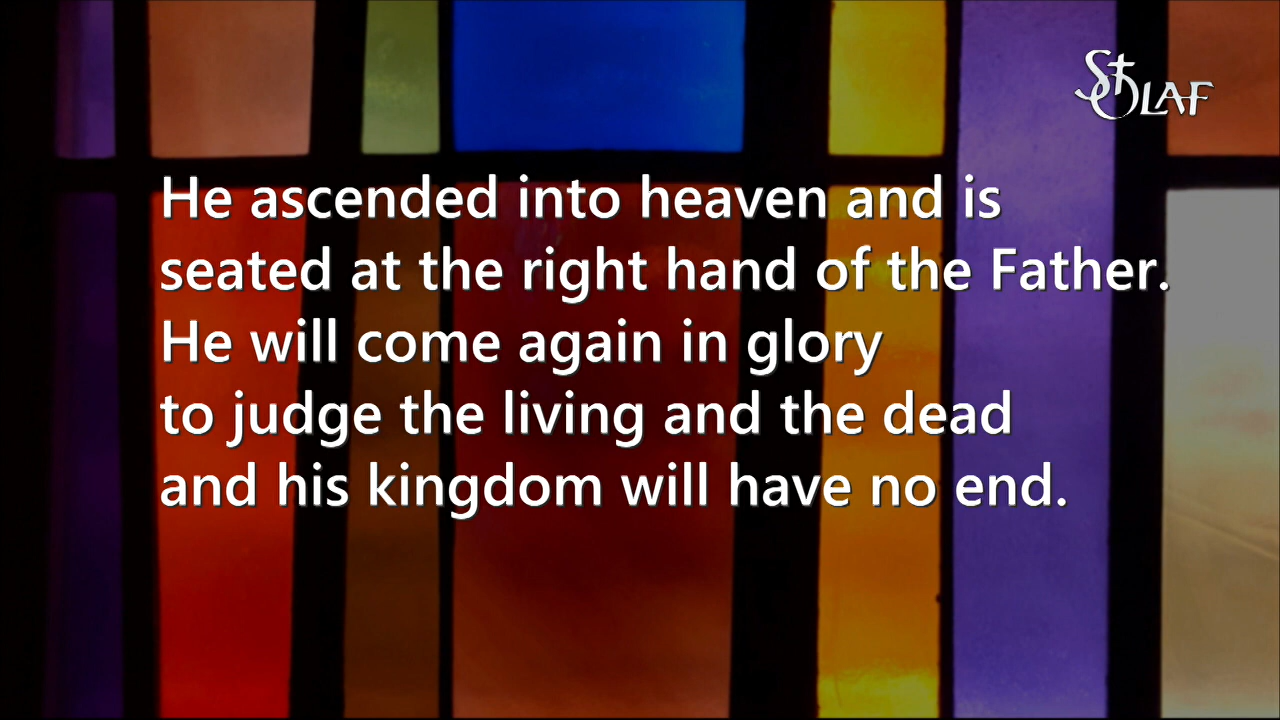 St OLAF
He ascended into heaven and is
seated at the right hand of the Father.
He will come again in glory
to judge the living and the dead
and his kingdom will have no end.